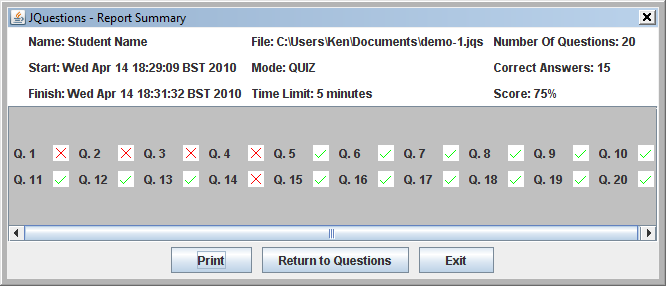 JQuestions - Report Summary
Name: Student Name File: C:\Users\Ken\Documents\demo-1.jqs Number Of Questions: 20
Start: Wed Apr 14 18:29:09 BST 2010 Mode: QUIZ Correct Answers: 15
Finish: Wed Apr 14 18:31:32 BST 2010 Time Limit: 5 minutes Score: 75%
Q. 1 Q. 2 Q. 3 Q. 4 Q. 5 Q. 6 Q. 7 Q. 8 Q. 9 Q. 10
Q. 11 Q. 12 Q. 13 Q. 14 Q. 15 Q. 16 Q. 17 Q. 18 Q. 19 Q. 20
Print Return to Questions Exit